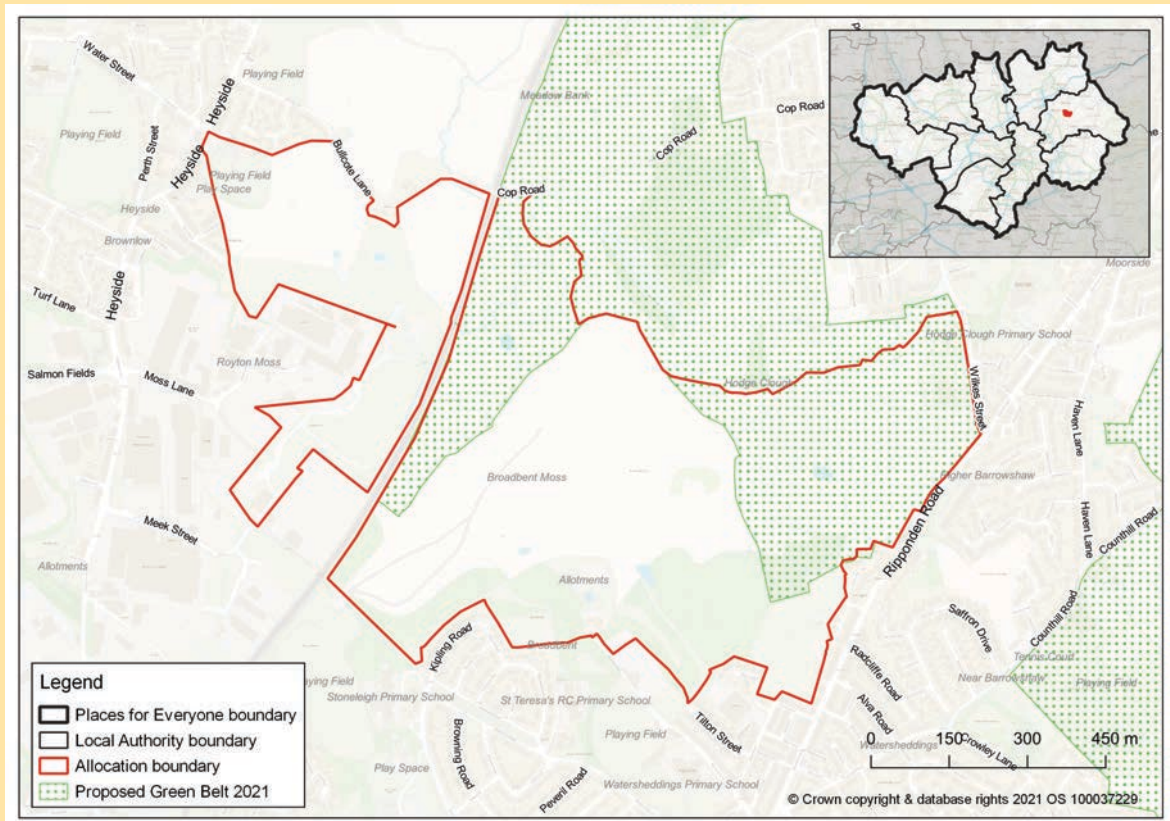 Water Street
Heyside
Playing Field
Meadow Bank
Cop Road
Playing Field
Perth Street
Heyside
Bullcote Lane
Cop Road
Playing Field
Play Space
Cop Road
Heyside
Brownlow
Moorside
Turf Lane
Heyside
Royton Moss
Hodge Clough Primary School
Salmon Fields
Moss Lane
Hodge Clough
Wilkes Street
Haven Lane
Broadbent Moss
Higher Barrowshaw
Ripponden Road
Haven Lane
Counthill Road
Meek Street
Allotments
Allotments
Saffron Drive
Counthill Road
Kipling Road
Broadbent
Radcliffe Road
Tennis Court
Near Barrowshaw
Playing Field
Playing Field
Stoneleigh Primary School
St Teresa's RC Primary School
Alva Road
Tilton Street
Playing Field
Watersheddings
Crowley Lane
Browning Road
Play Space
Peveril Road
Watersheddings Primary School
0 150 300 450 m
Legend
Places for Everyone boundary
Local Authority boundary
Allocation boundary
Proposed Green Belt 2021
© Crown copyright & database rights 2021 OS 100037229